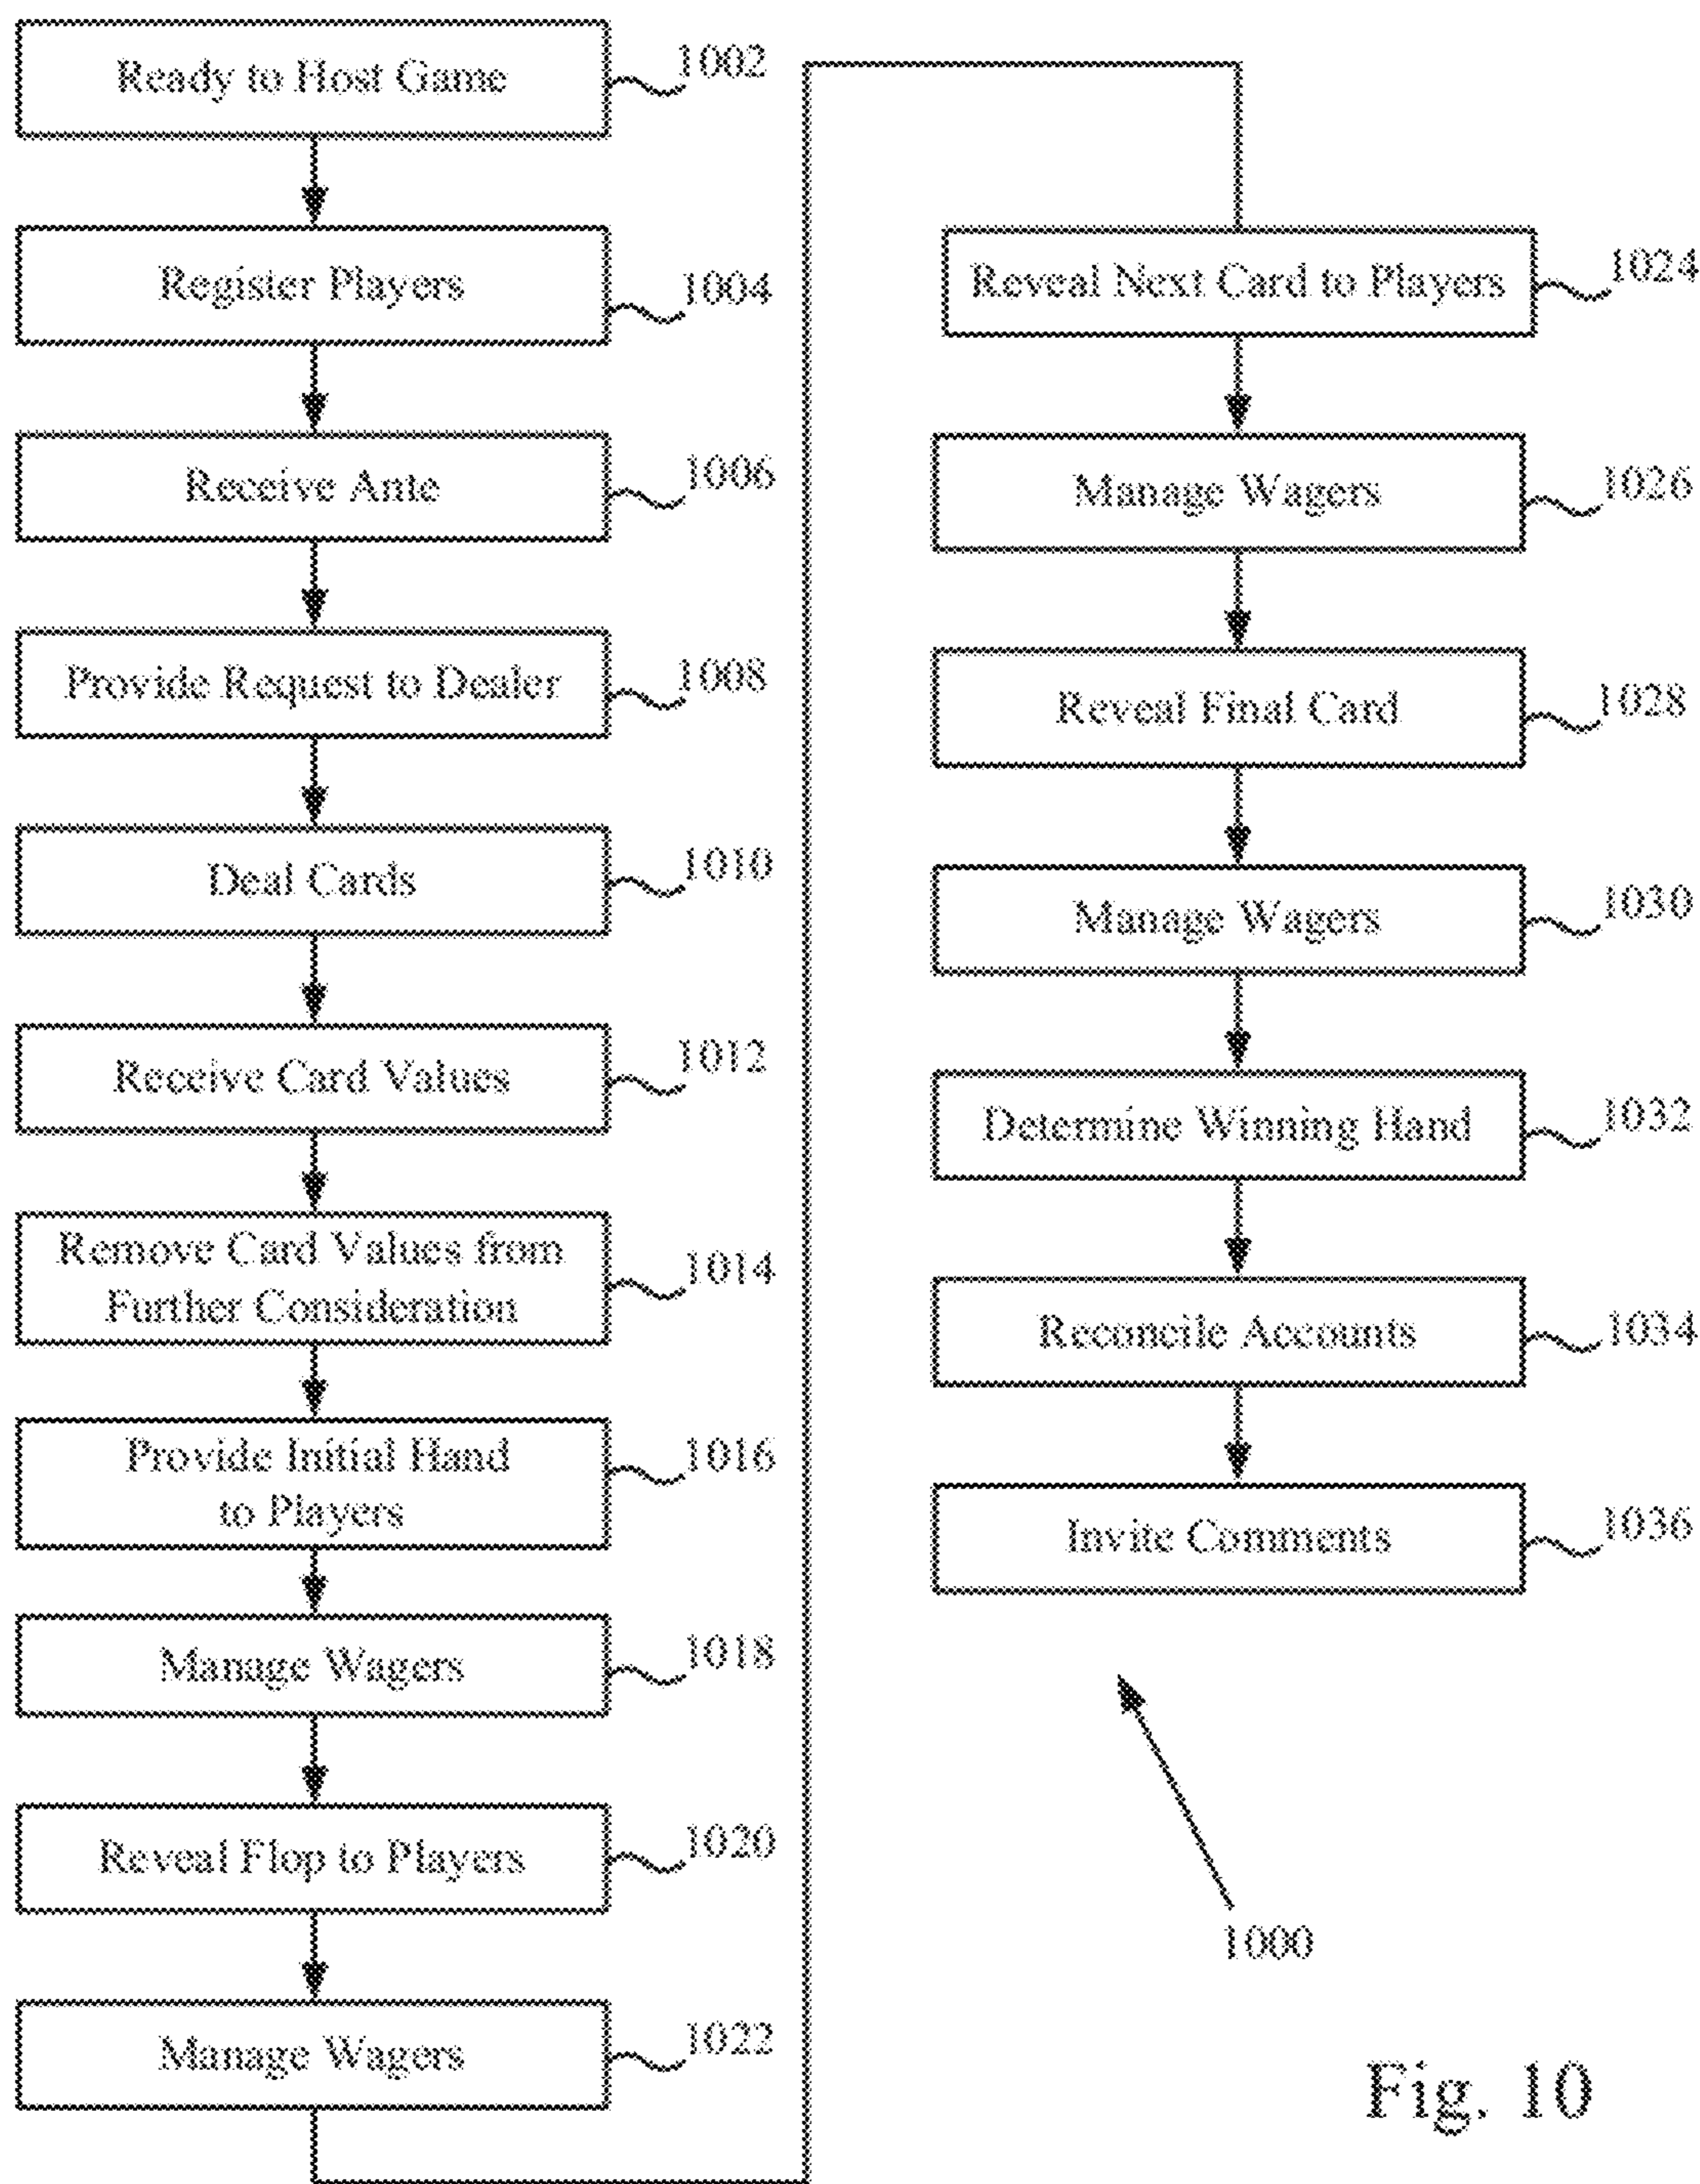 Ready to Host Game
1002
Register Players
1004
Receive Ante
1006
Provide Request to Dealer
1008
Deal Cards
1010
Receive Card Values
1012
Remove Card Values from
Further Consideration
1014
Provide Initial Hand
to Players
1016
Manage Wagers
1018
Reveal Flop to Players
1020
Manage Wagers
1022
Reveal Next Card to Players
1024
Manage Wagers
1026
Reveal Final Card
1028
Manage Wagers
1030
Determine Winning Hand
1032
Reconcile Accounts
1034
Invite Comments
1036
1000
Fig. 10